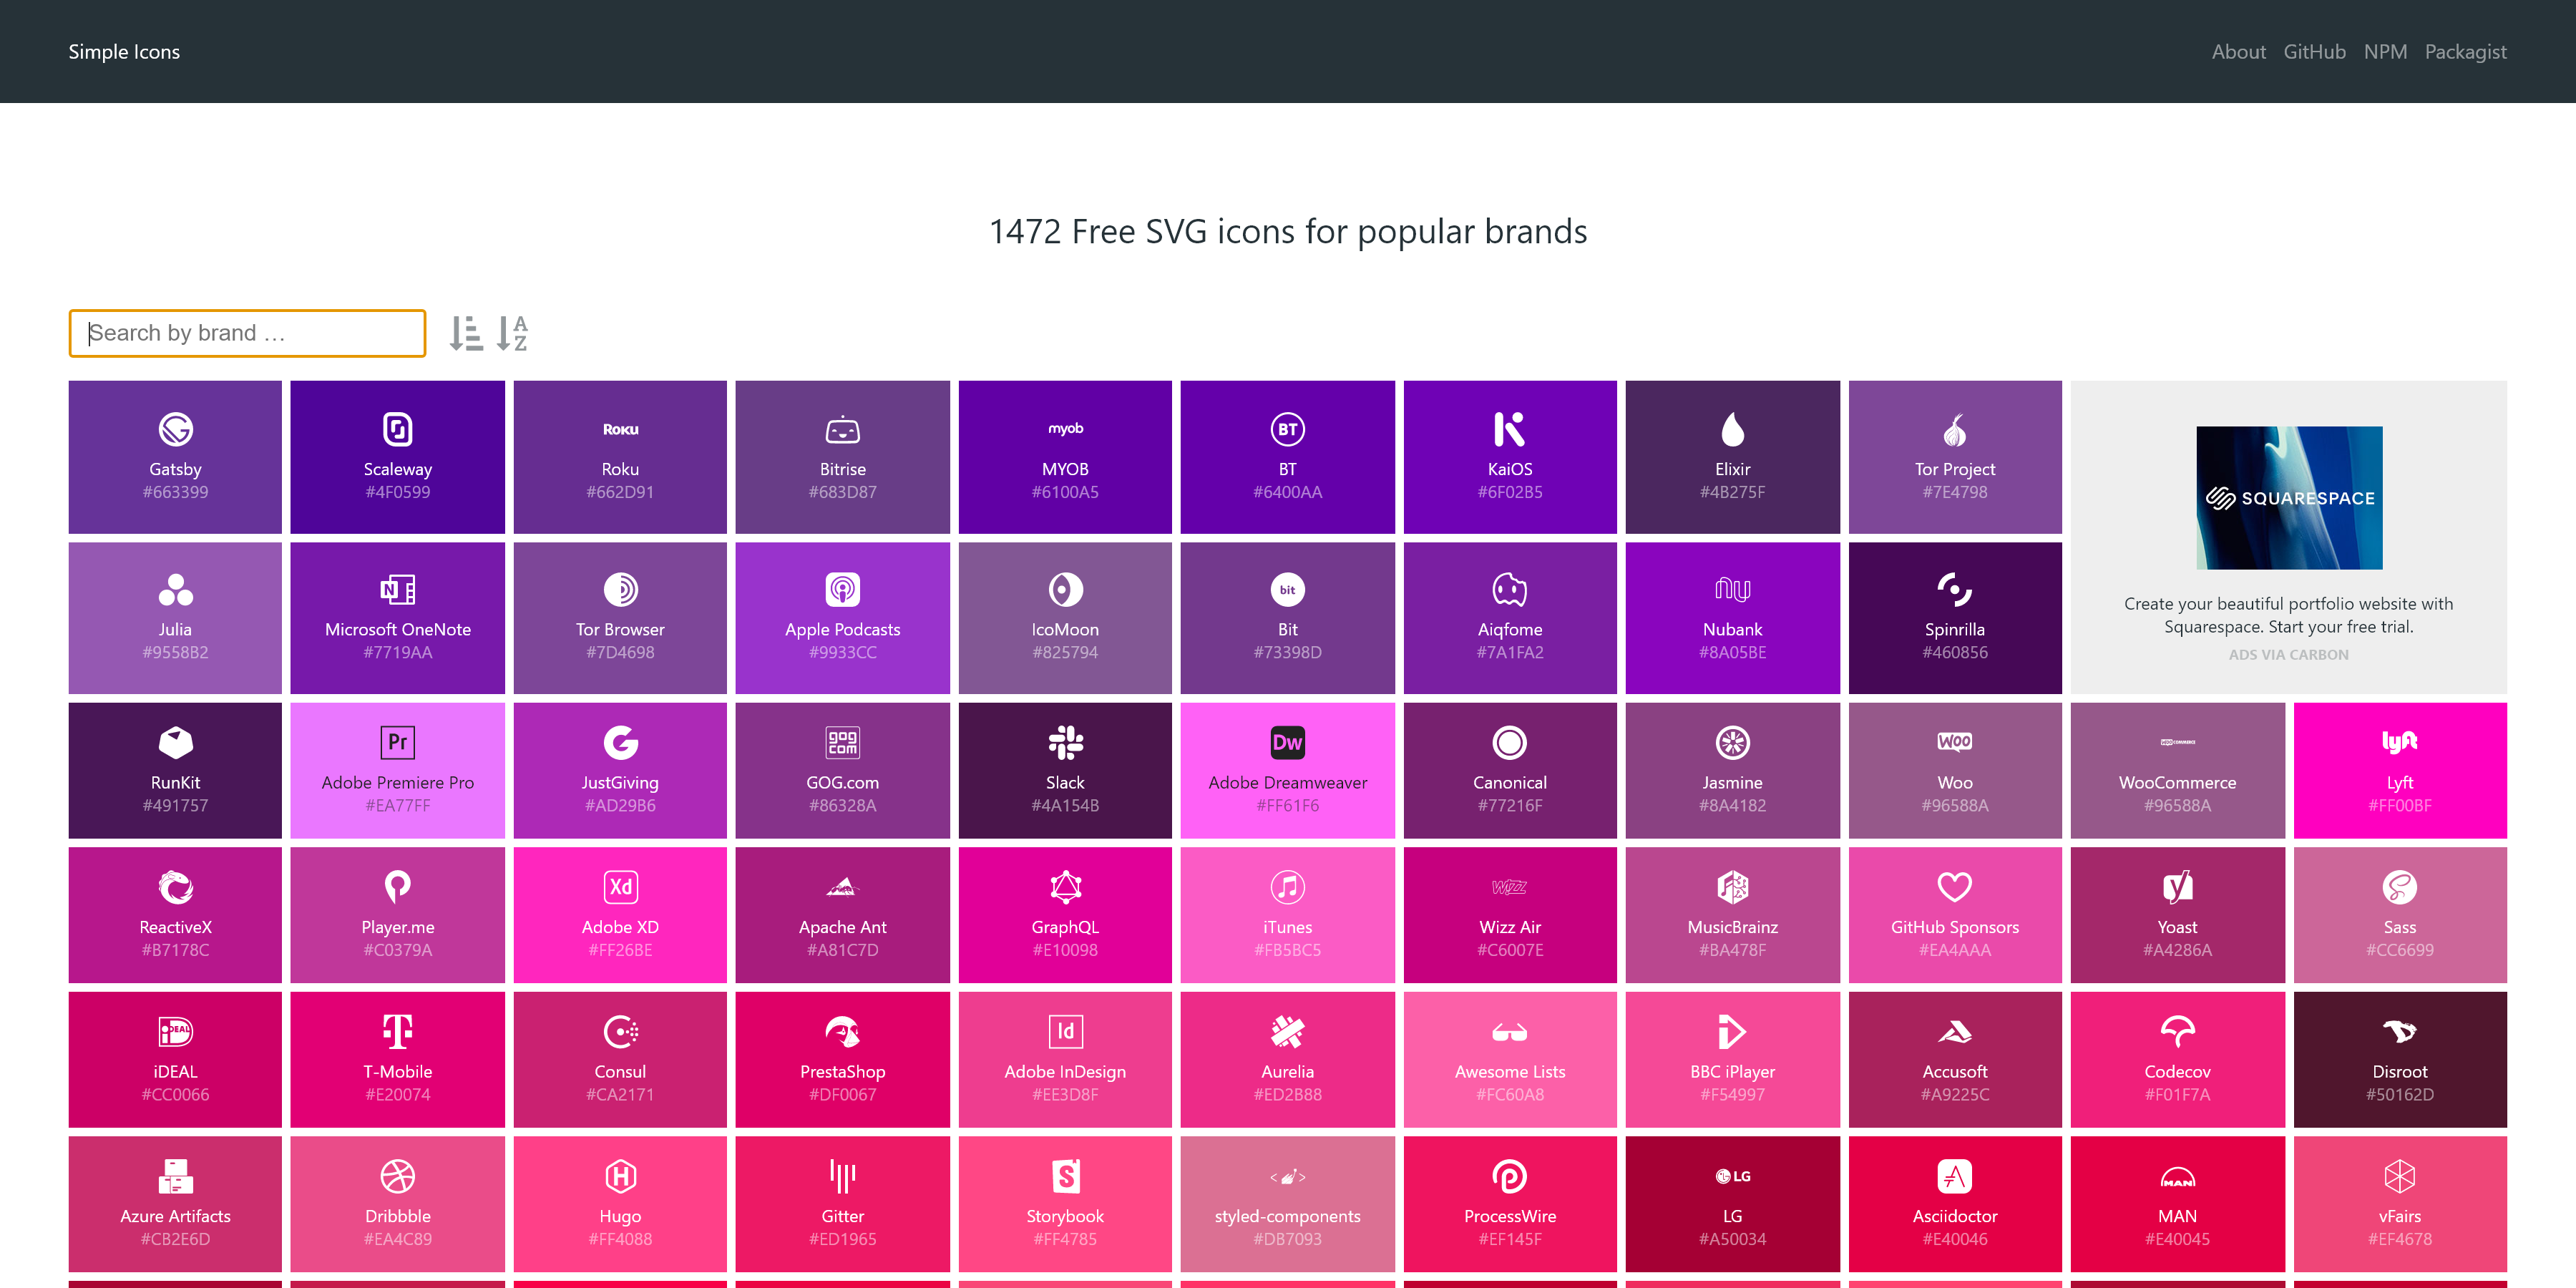 Simple Icons
About GitHub NPM Packagist
1472 Free SVG icons for popular brands
Search by brand …
A
Z
Roku
myob
BT
Gatsby
Scaleway
Roku
Bitrise
MYOB
BT
KaiOS
Elixir
Tor Project
#663399
#4F0599
#662D91
#683D87
#6100A5
#6400AA
#6F02B5
#4B275F
#7E4798
SQUARESPACE
Create your beautiful portfolio website with
Squarespace. Start your free trial.
ADS VIA CARBON
N
bit
nu
Julia
Microsoft OneNote
Tor Browser
Apple Podcasts
IcoMoon
Bit
Aiqfome
Nubank
Spinrilla
#9558B2
#7719AA
#7D4698
#9933CC
#825794
#73398D
#7A1FA2
#8A05BE
#460856
Pr
gog
com
Dw
WOO
lyft
RunKit
Adobe Premiere Pro
JustGiving
GOG.com
Slack
Adobe Dreamweaver
Canonical
Jasmine
Woo
WooCommerce
Lyft
#491757
#EA77FF
#AD29B6
#86328A
#4A154B
#FF61F6
#77216F
#8A4182
#96588A
#96588A
#FF00BF
Xd
WIZZ
y
ReactiveX
Player.me
Adobe XD
Apache Ant
GraphQL
iTunes
Wizz Air
MusicBrainz
GitHub Sponsors
Yoast
Sass
#B7178C
#C0379A
#FF26BE
#A81C7D
#E10098
#FB5BC5
#C6007E
#BA478F
#EA4AAA
#A4286A
#CC6699
iDEAL
T
Id
iDEAL
T-Mobile
Consul
PrestaShop
Adobe InDesign
Aurelia
Awesome Lists
BBC iPlayer
Accusoft
Codecov
Disroot
#CC0066
#E20074
#CA2171
#DF0067
#EE3D8F
#ED2B88
#FC60A8
#F54997
#A9225C
#F01F7A
#50162D
H
S
LG
MAN
Azure Artifacts
Dribbble
Hugo
Gitter
Storybook
styled-components
ProcessWire
LG
Asciidoctor
MAN
vFairs
#CB2E6D
#EA4C89
#FF4088
#ED1965
#FF4785
#DB7093
#EF145F
#A50034
#E40046
#E40045
#EF4678